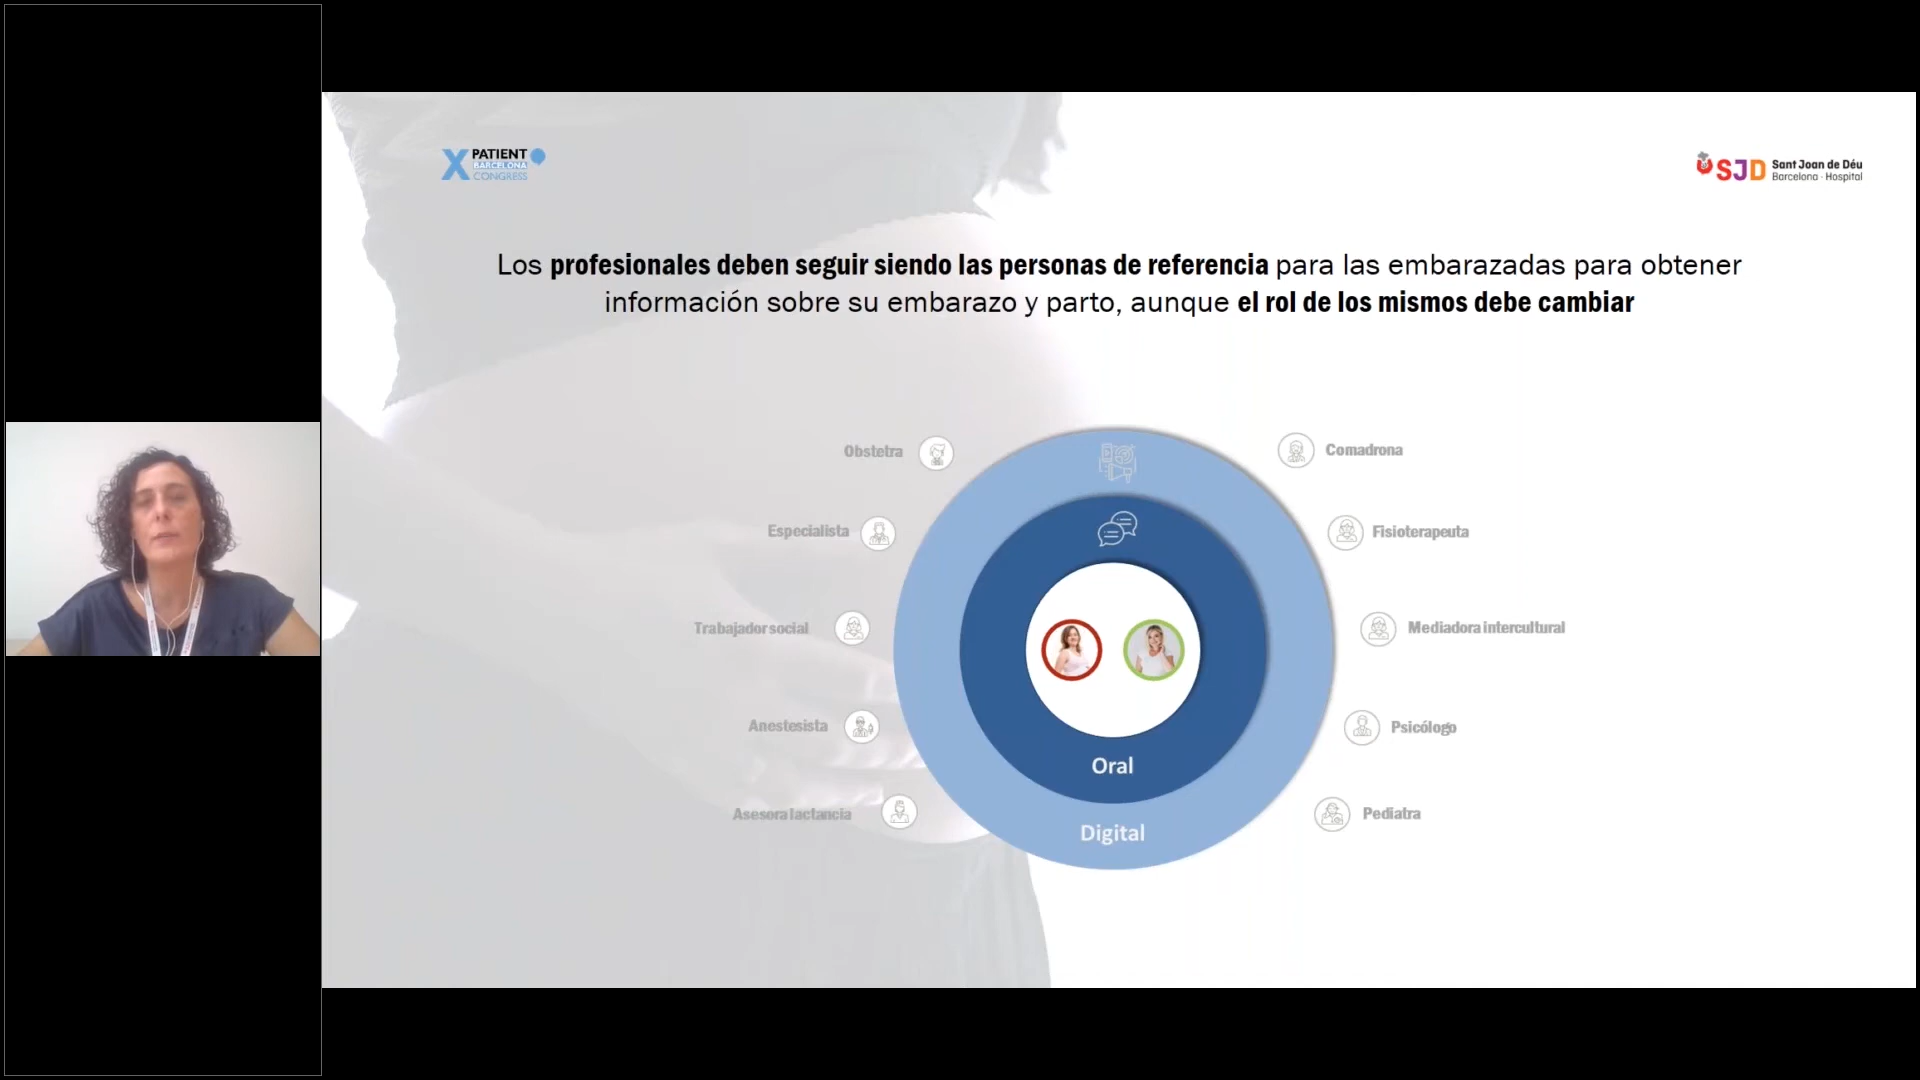 X PATIENT
BARCELONA
CONGRESS
SJD Sant Joan de Déu
Barcelona · Hospital
Los profesionales deben seguir siendo las personas de referencia para las embarazadas para obtener
información sobre su embarazo y parto, aunque el rol de los mismos debe cambiar
Obstetra
Comadrona
Especialista
Fisioterapeuta
Trabajador social
Mediadora intercultural
Anestesista
Psicólogo
Oral
Asesora lactancia
Pediatra
Digital